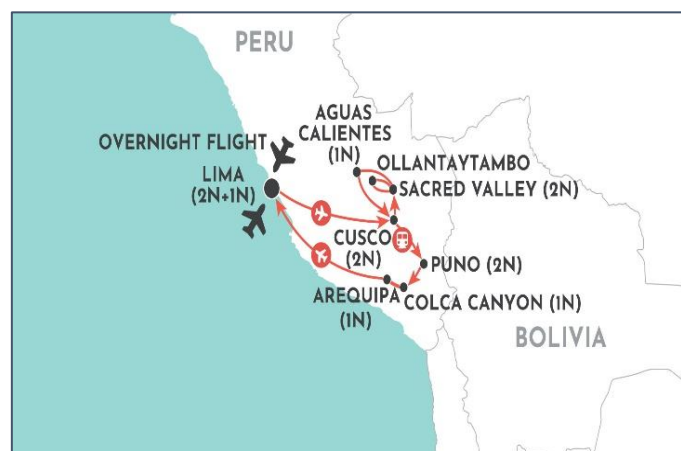 PERU
AGUAS
CALIENTES
(1N)
OVERNIGHT FLIGHT
OLLANTAYTAMBO
LIMA
(2N+1N)
SACRED VALLEY (2N)
CUSCO
(2N)
PUNO (2N)
AREQUIPA
(1N)
COLCA CANYON (1N)
BOLIVIA